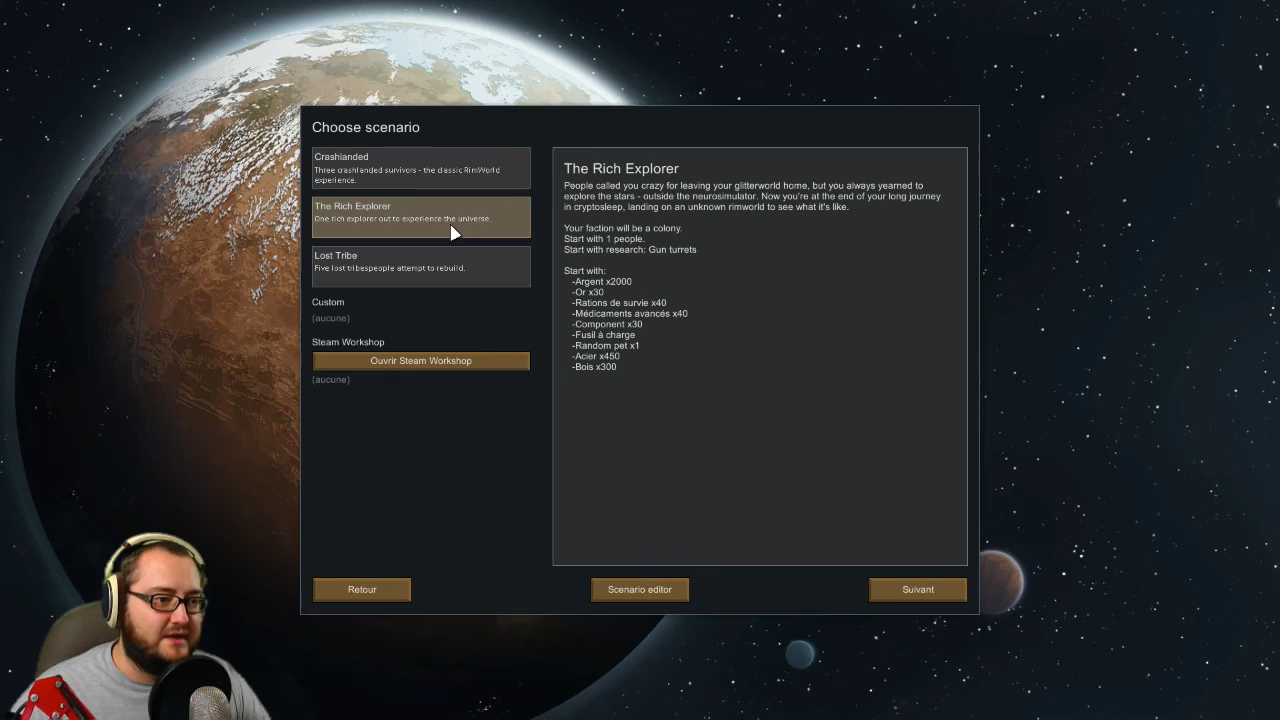 Choose scenario
Crashlanded
Three crashlanded survivors - the classic RimWorld
experience.
The Rich Explorer
One rich explorer out to experience the universe.
Lost Tribe
Five lost tribespeople attempt to rebuild.
Custom
(aucune)
Steam Workshop
Ouvrir Steam Workshop
(aucune)
The Rich Explorer
People called you crazy for leaving your glitterworld home, but you always yearned to
explore the stars - outside the neurosimulator. Now you're at the end of your long journey
in cryptosleep, landing on an unknown rimworld to see what it's like.
Your faction will be a colony.
Start with 1 people.
Start with research: Gun turrets
Start with:
-Argent x2000
-Or x30
-Rations de survie x40
-Médicaments avancés x40
-Component x30
-Fusil à charge
-Random pet x1
-Acier x450
-Bois x300
Retour
Scenario editor
Suivant